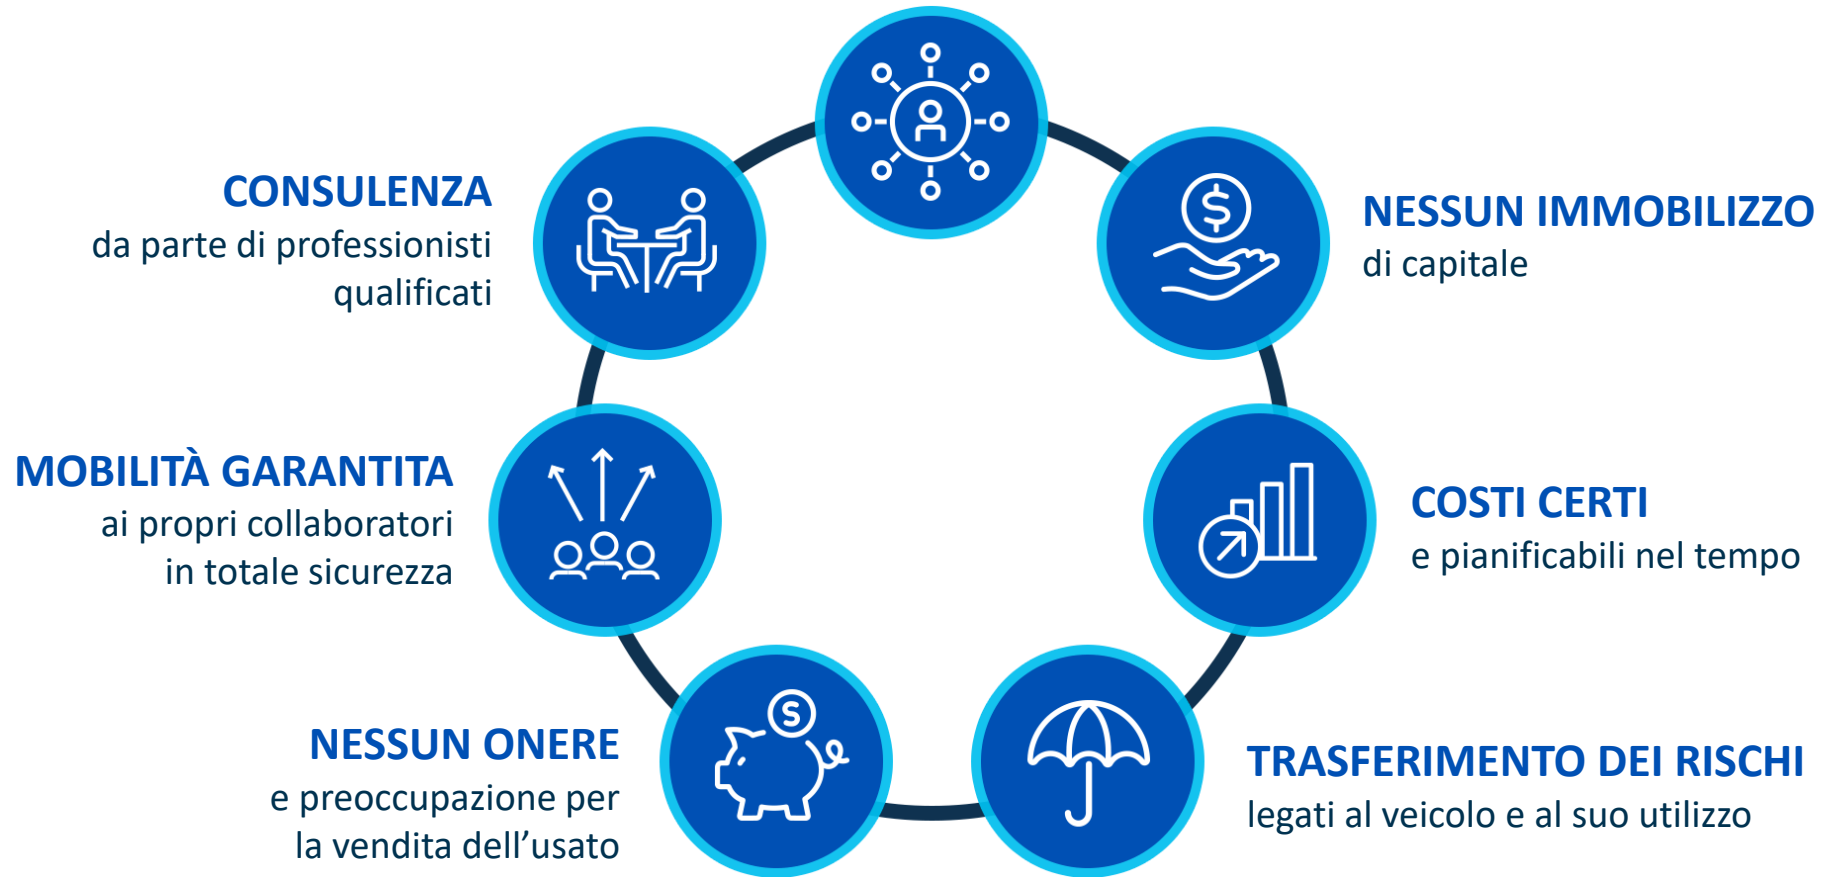 CONSULENZA
da parte di professionisti
qualificati
NESSUN IMMOBILIZZO
di capitale
MOBILITÀ GARANTITA
ai propri collaboratori
in totale sicurezza
COSTI CERTI
e pianificabili nel tempo
NESSUN ONERE
e preoccupazione per
la vendita dell’usato
TRASFERIMENTO DEI RISCHI
legati al veicolo e al suo utilizzo
$
S